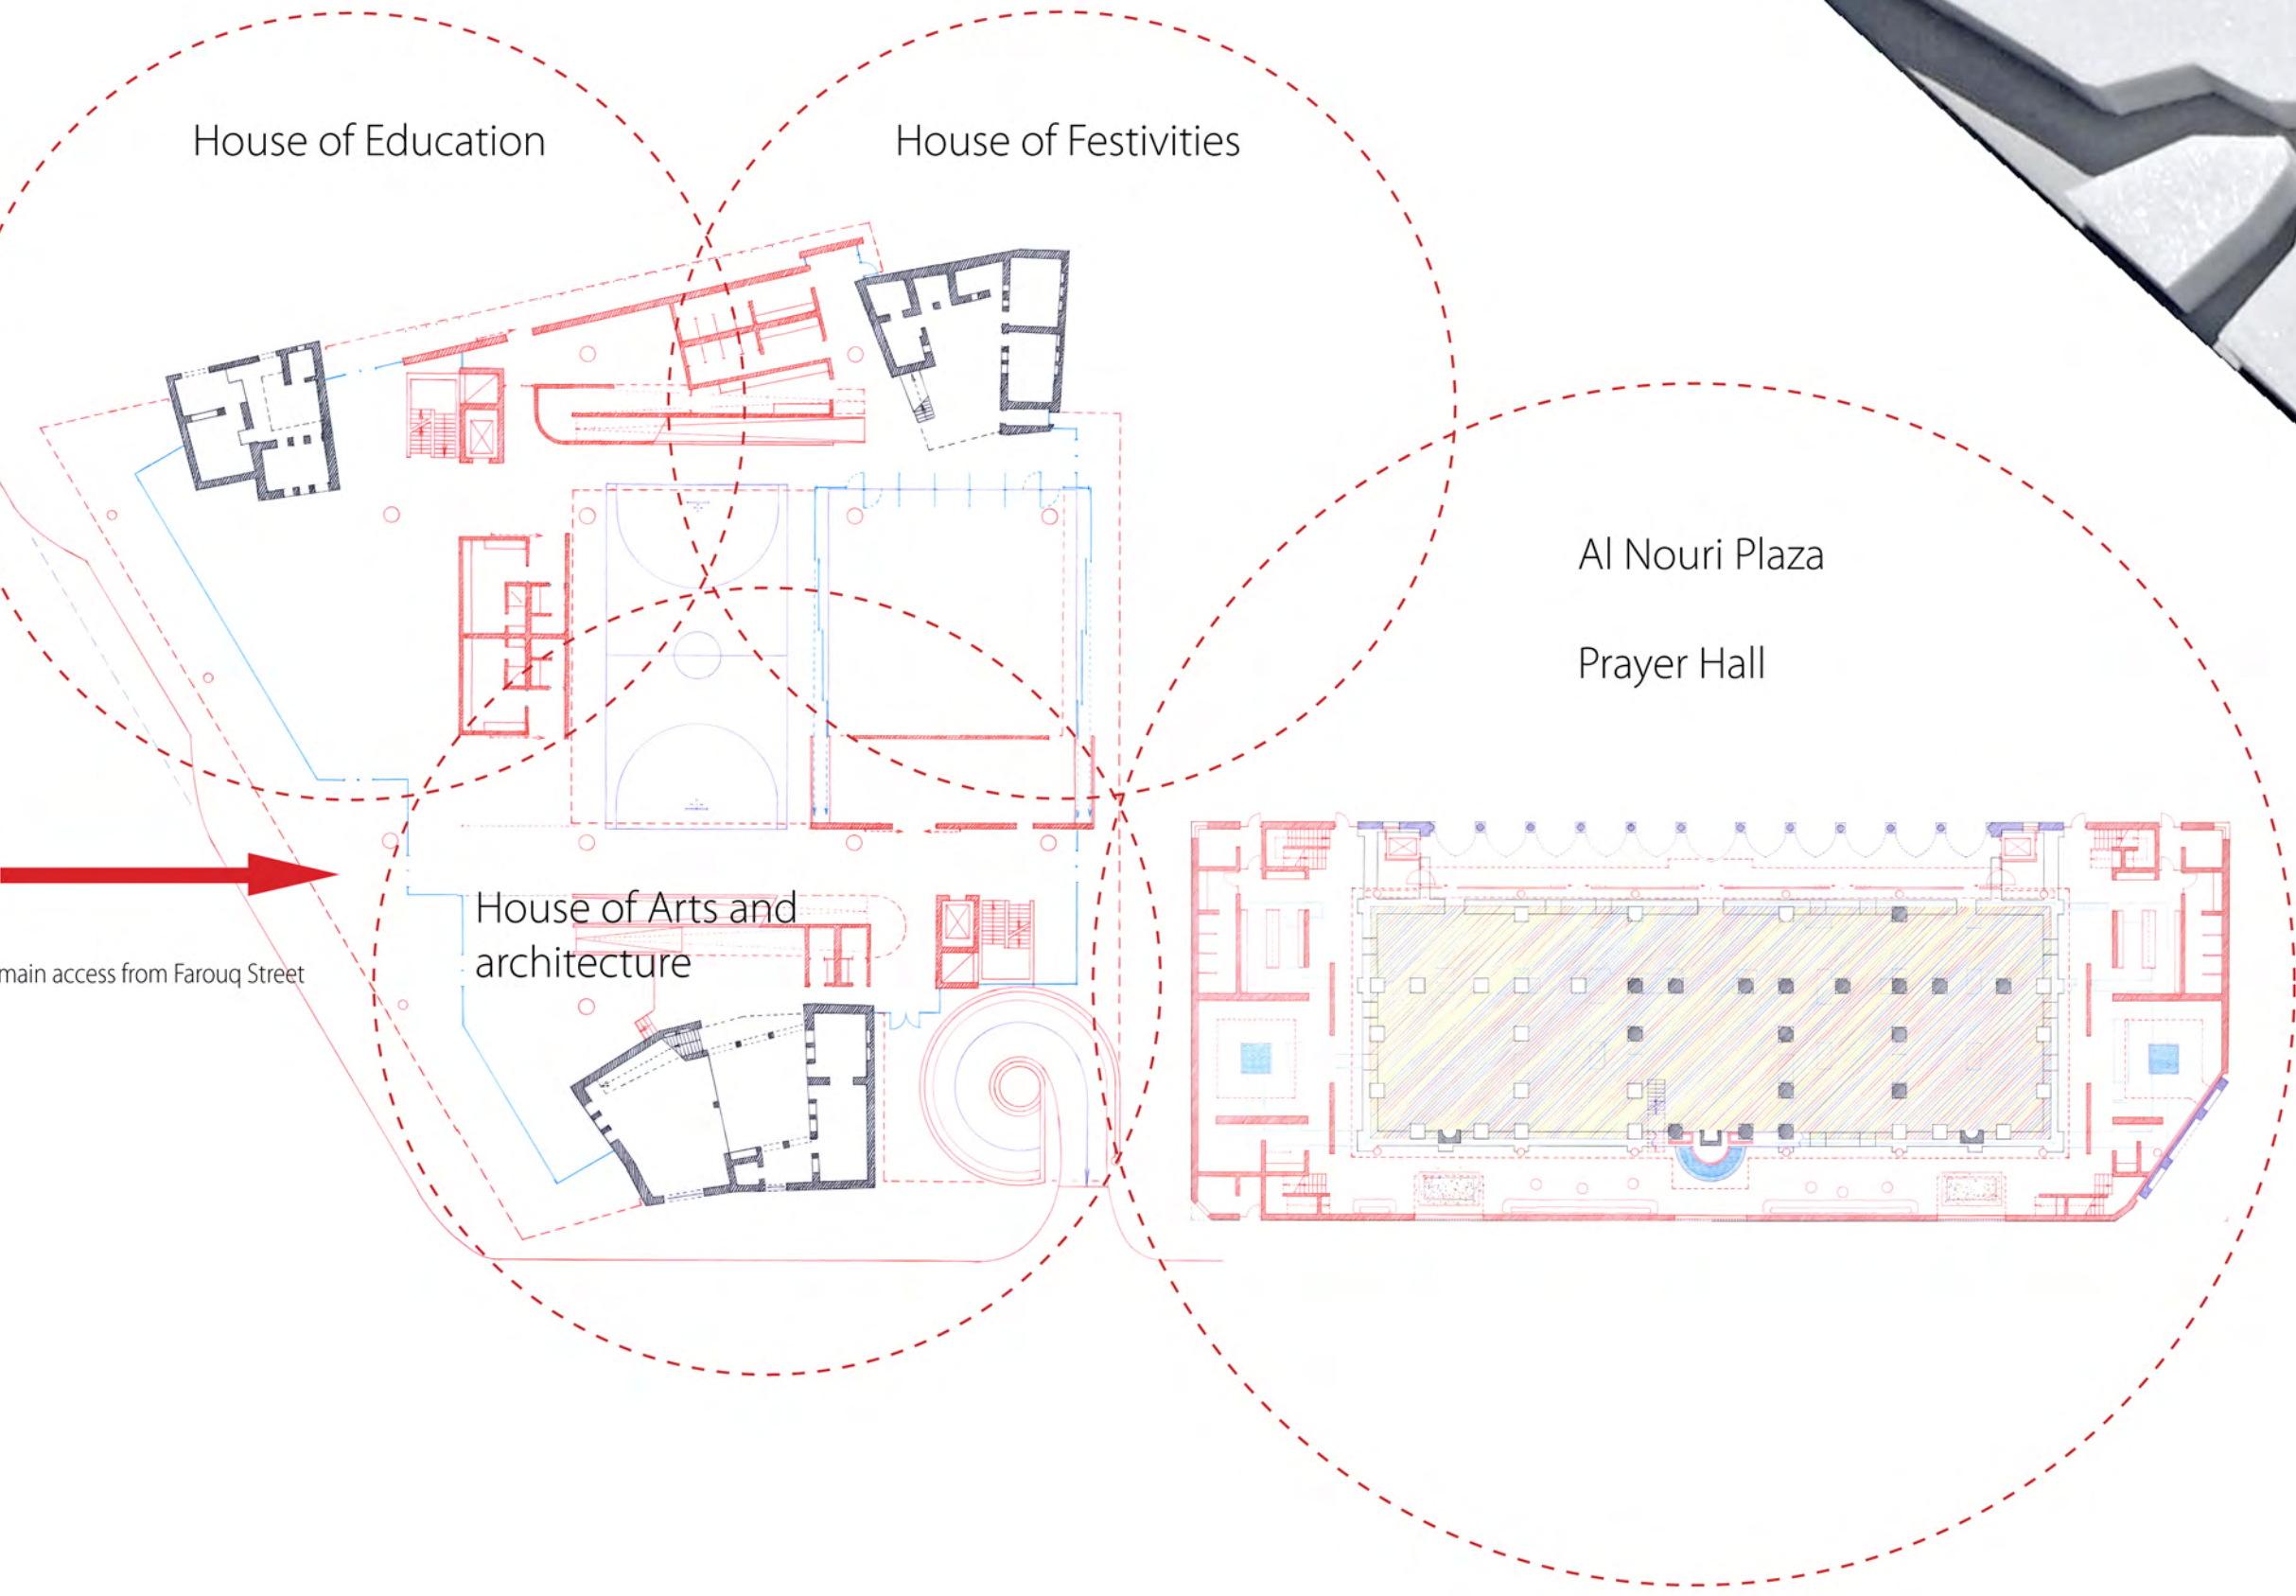 House of Education
House of Festivities
Al Nouri Plaza
Prayer Hall
House of Arts and
architecture
main access from Farouq Street